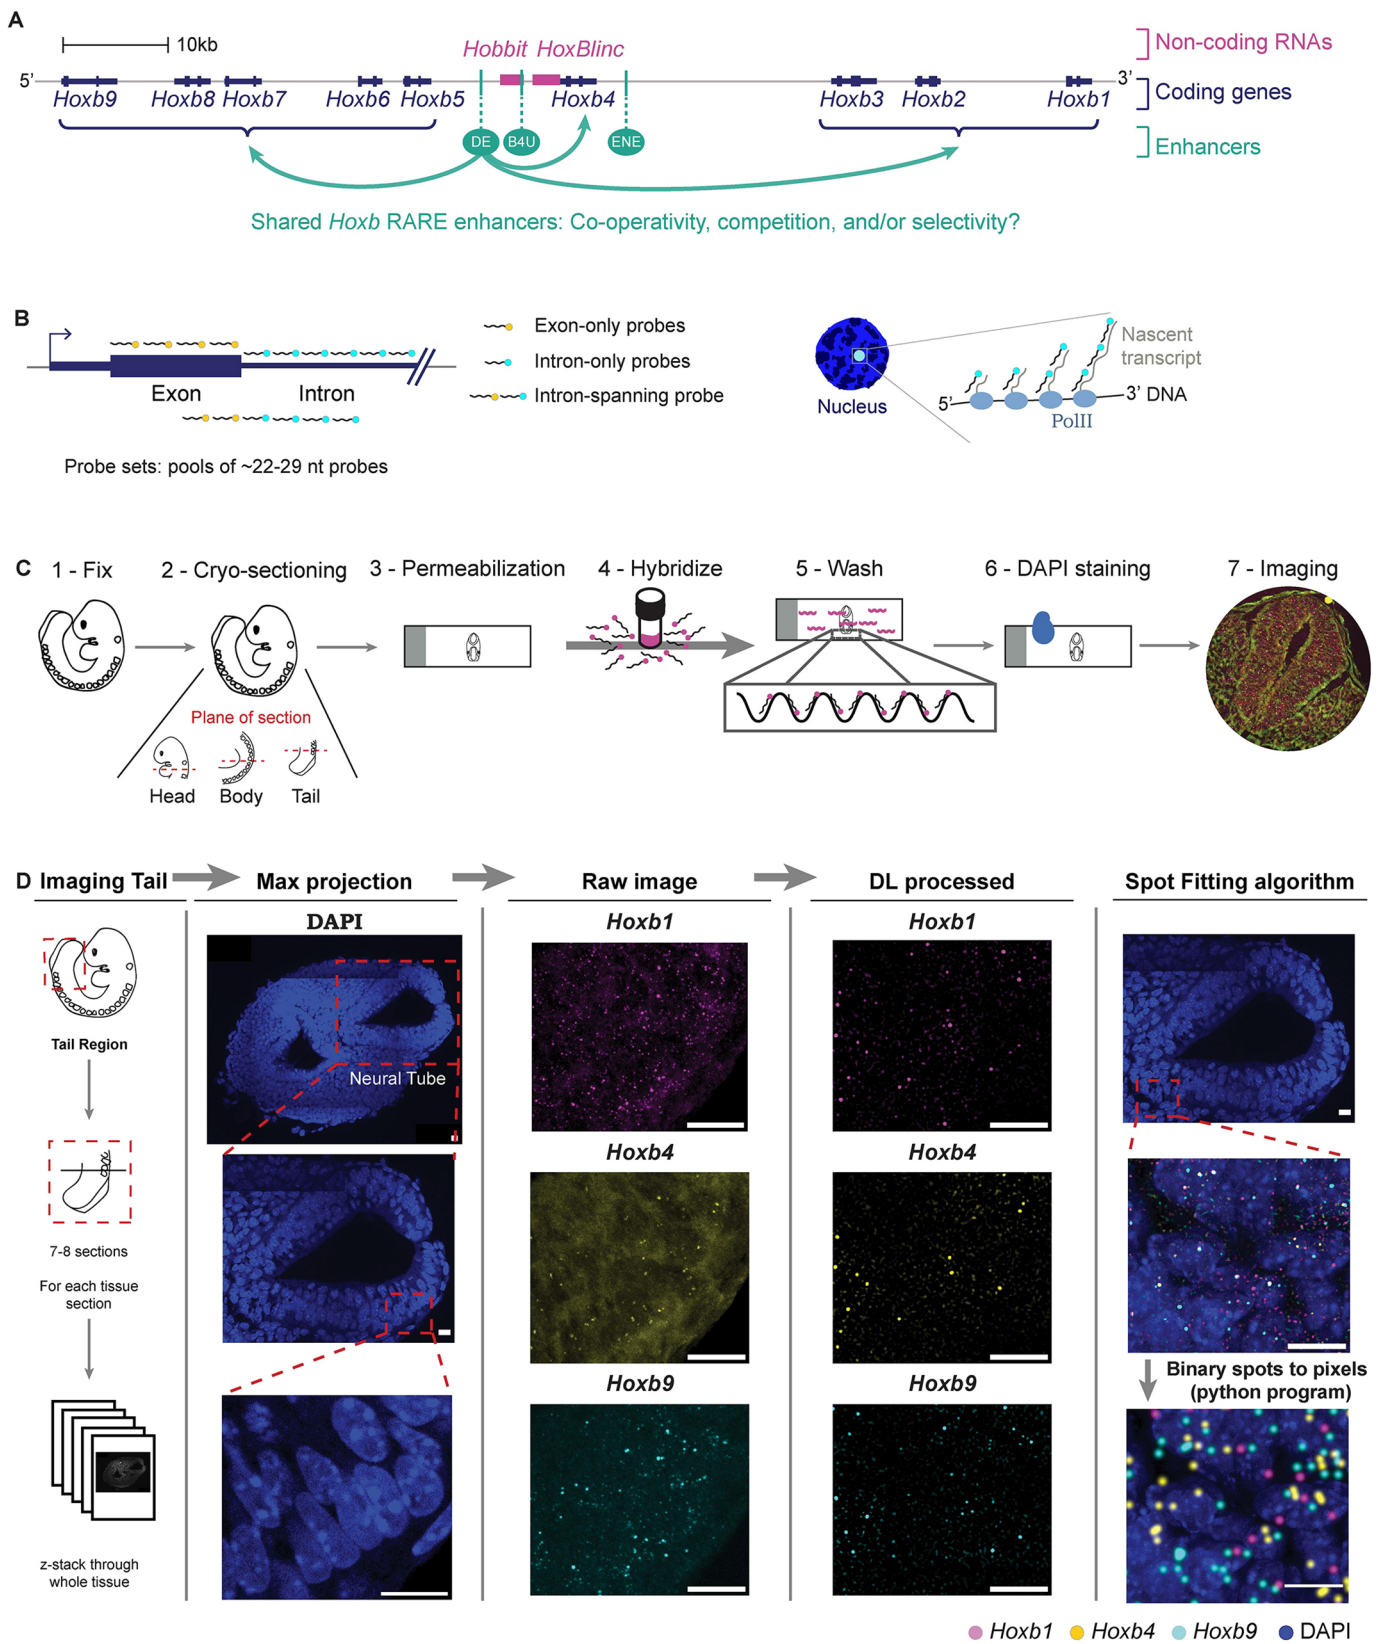 A
10kb
Hobbit HoxBlinc
Non-coding RNAs
5’
3’
Hoxb9 Hoxb8 Hoxb7 Hoxb6 Hoxb5 Hoxb4 Hoxb3 Hoxb2 Hoxb1
Coding genes
DE B4U ENE
Enhancers
Shared Hoxb RARE enhancers: Co-operativity, competition, and/or selectivity?
B
Exon-only probes
Intron-only probes
Intron-spanning probe
Exon Intron
Probe sets: pools of ~22-29 nt probes
Nucleus
Nascent
transcript
5’
3’ DNA
PolII
C
1 - Fix
2 - Cryo-sectioning
3 - Permeabilization
4 - Hybridize
5 - Wash
6 - DAPI staining
7 - Imaging
Plane of section
Head Body Tail
D Imaging Tail
Max projection
Raw image
DL processed
Spot Fitting algorithm
Tail Region
7-8 sections
For each tissue
section
z-stack through
whole tissue
DAPI
Neural Tube
Hoxb1
Hoxb4
Hoxb9
Hoxb1
Hoxb4
Hoxb9
Binary spots to pixels
(python program)
Hoxb1 Hoxb4 Hoxb9 DAPI